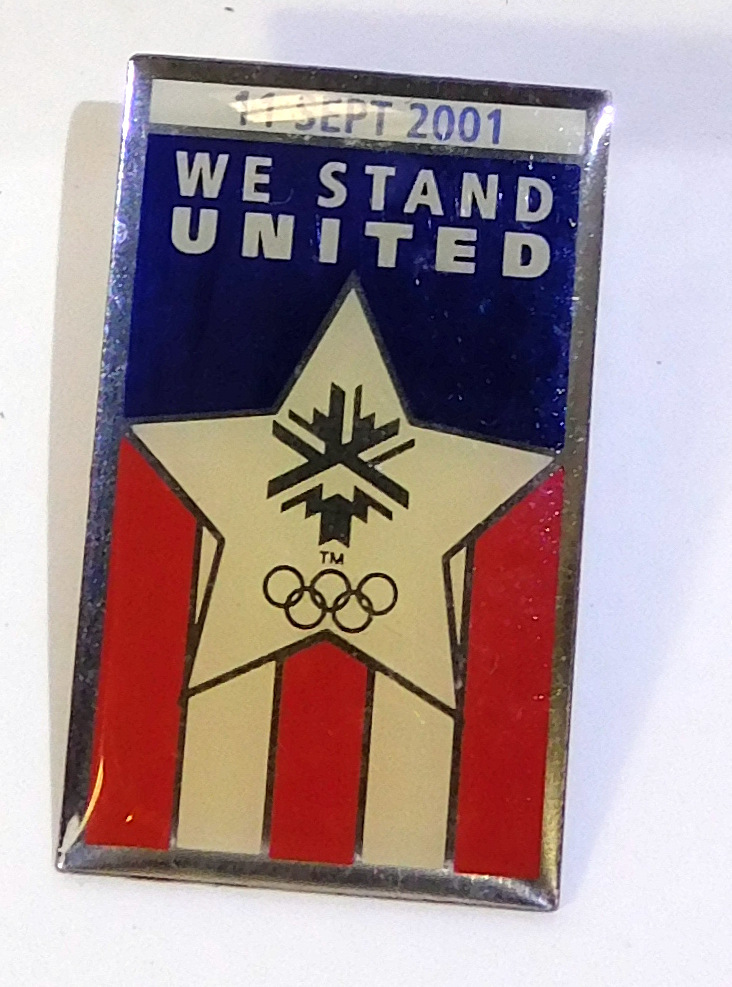 11 SEPT 2001
WE STAND
UNITED
TM